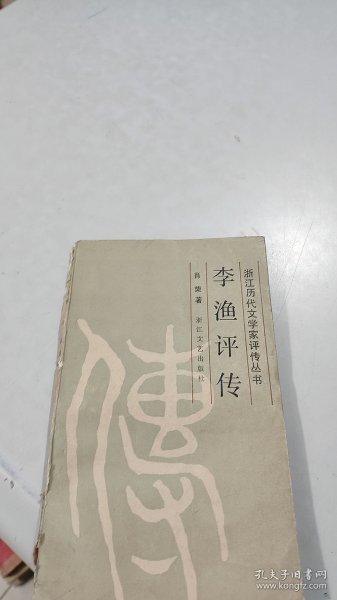 浙江历代文学家评传丛书
李渔评传
肖荣著 浙江文艺出版社
傳
孔夫子旧书网
www.kongfz.com